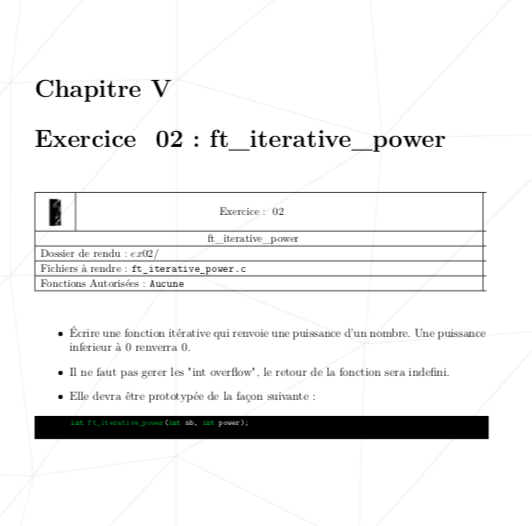 Chapitre V
Exercice 02 : ft_iterative_power
Exercice : 02
ft_iterative_power
Dossier de rendu : ex02/
Fichiers à rendre : ft_iterative_power.c
Fonctions Autorisées : Aucune
• Écrire une fonction itérative qui renvoie une puissance d'un nombre. Une puissance
inferieur à 0 renverra 0.
• Il ne faut pas gerer les "int overflow", le retour de la fonction sera indefini.
• Elle devra être prototypée de la façon suivante :
int ft_iterative_power(int nb, int power);